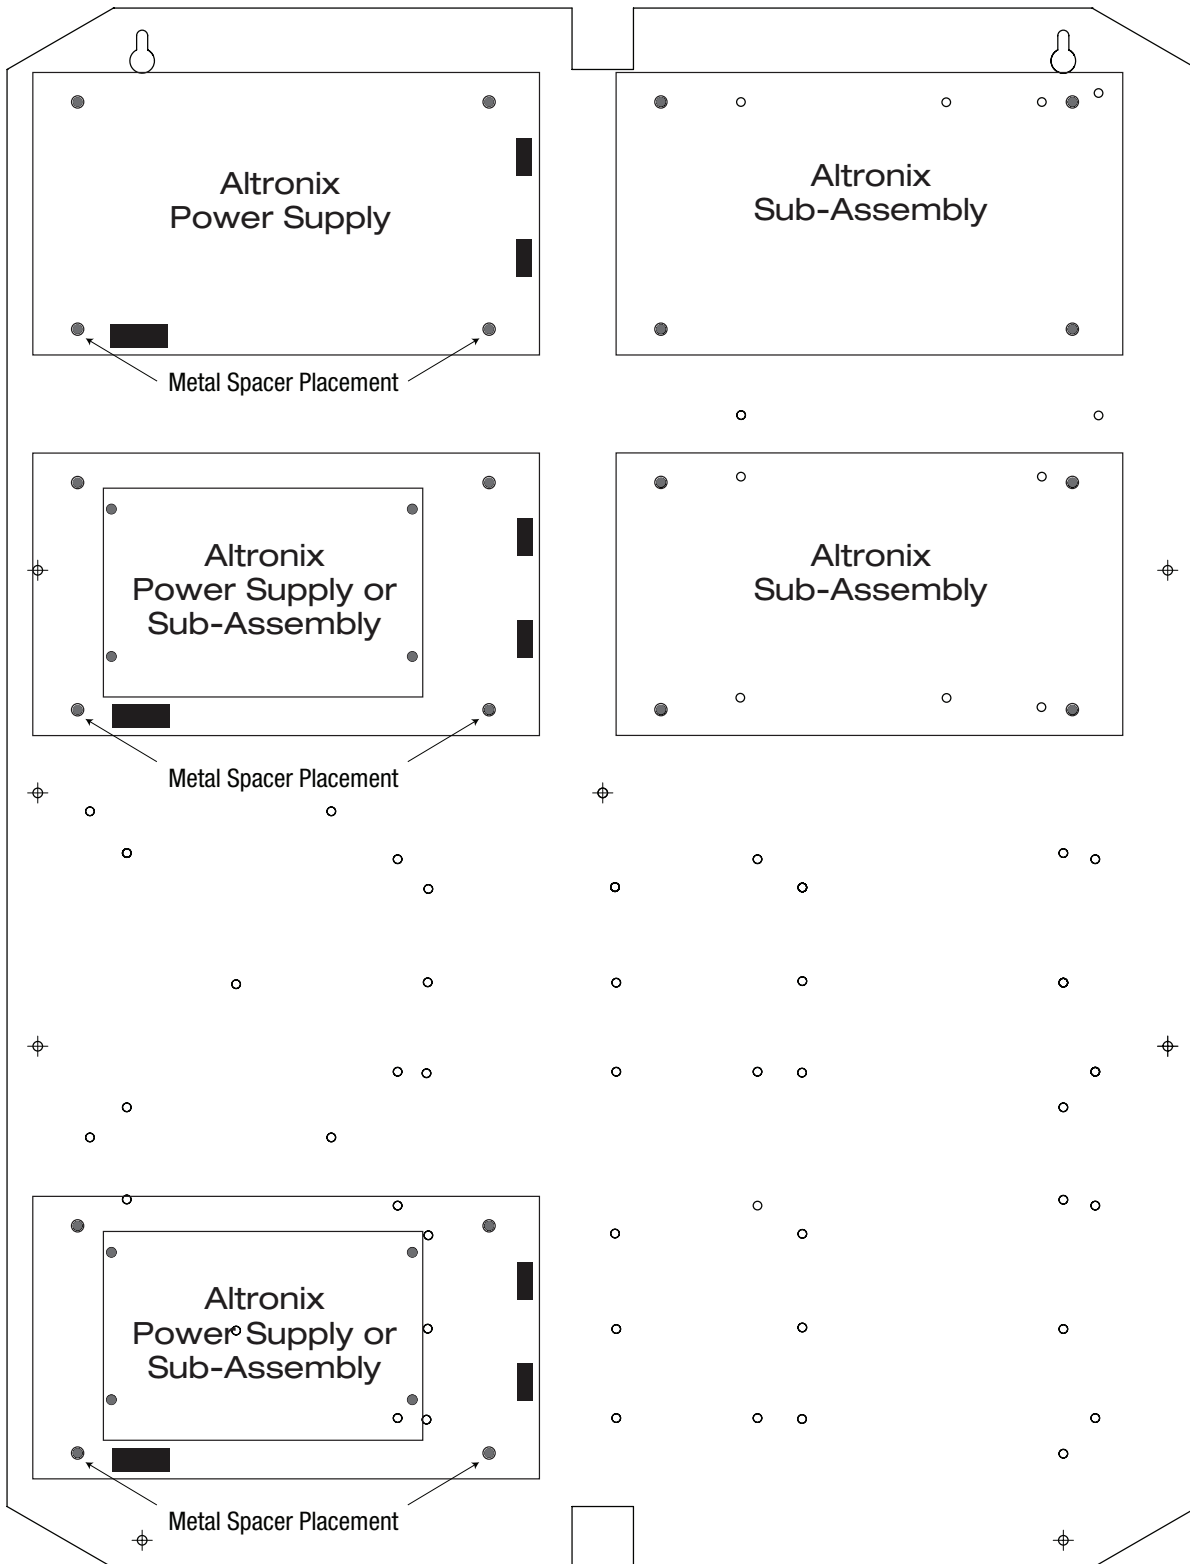 Altronix
Power Supply
Altronix
Sub-Assembly
Metal Spacer Placement
Altronix
Power Supply or
Sub-Assembly
Altronix
Sub-Assembly
Metal Spacer Placement
Altronix
Power Supply or
Sub-Assembly
Metal Spacer Placement